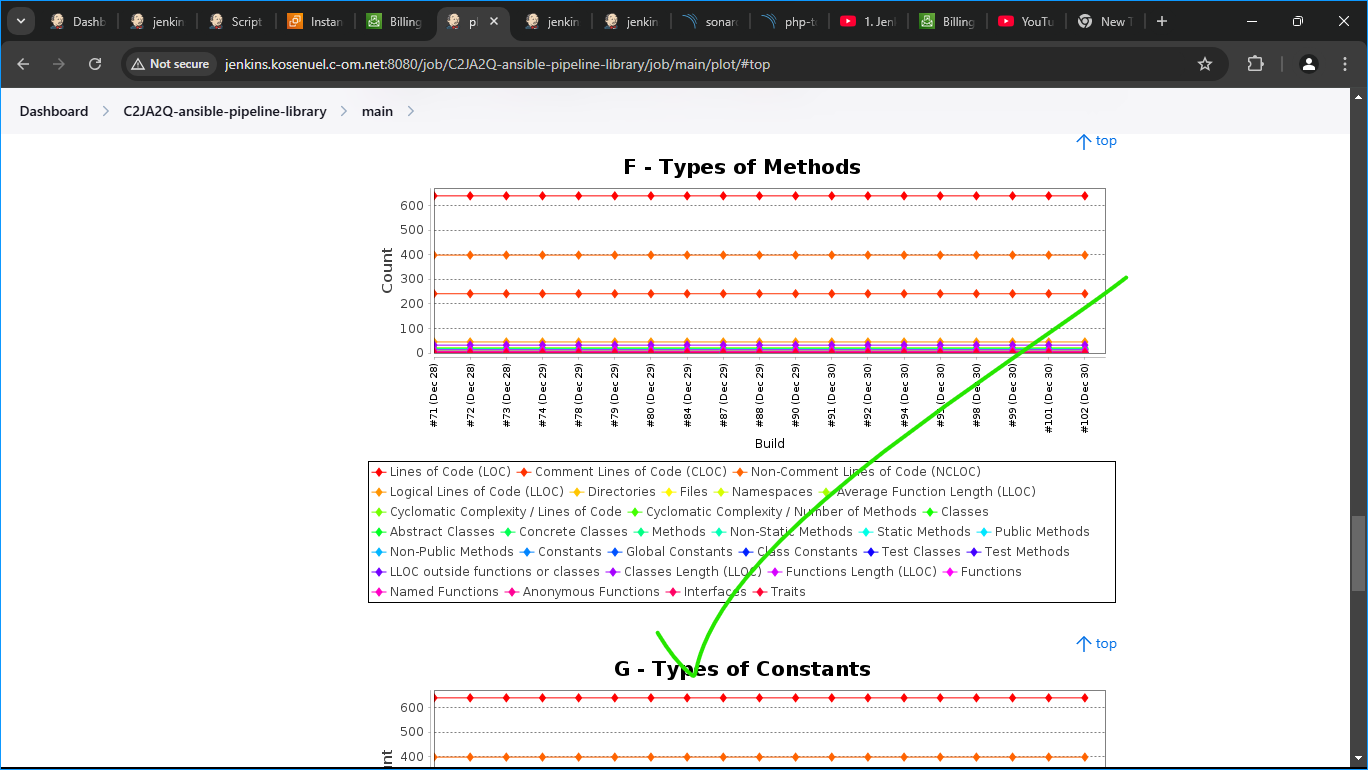 Dashb
jenkin
Script
Instan
Billing
pl
jenkin
jenkin
sonarq
php-to
1. Jenl
Billing
YouTu
New T
Not secure
jenkins.kosenuel.c-om.net:8080/job/C2JA2Q-ansible-pipeline-library/job/main/plot/#top
Dashboard > C2JA2Q-ansible-pipeline-library > main >
top
F - Types of Methods
600
500
400
300
200
100
0
Count
#71 (Dec 28)
#72 (Dec 28)
#73 (Dec 28)
#74 (Dec 29)
#78 (Dec 29)
#79 (Dec 29)
#80 (Dec 29)
#84 (Dec 29)
#87 (Dec 29)
#88 (Dec 29)
#90 (Dec 29)
#91 (Dec 30)
#92 (Dec 30)
#94 (Dec 30)
(Dec 30)
#98 (Dec 30)
#99 (Dec 30)
#101 (Dec 30)
#102 (Dec 30)
Build
Lines of Code (LOC) Comment Lines of Code (CLOC) Non-Comment Lines of Code (NCLOC)
Logical Lines of Code (LLOC) Directories Files Namespaces Average Function Length (LLOC)
Cyclomatic Complexity / Lines of Code Cyclomatic Complexity / Number of Methods Classes
Abstract Classes Concrete Classes Methods Non-Static Methods Static Methods Public Methods
Non-Public Methods Constants Global Constants Class Constants Test Classes Test Methods
LLOC outside functions or classes Classes Length (LLOC) Functions Length (LLOC) Functions
Named Functions Anonymous Functions Interfaces Traits
top
G - Types of Constants
600
500
400